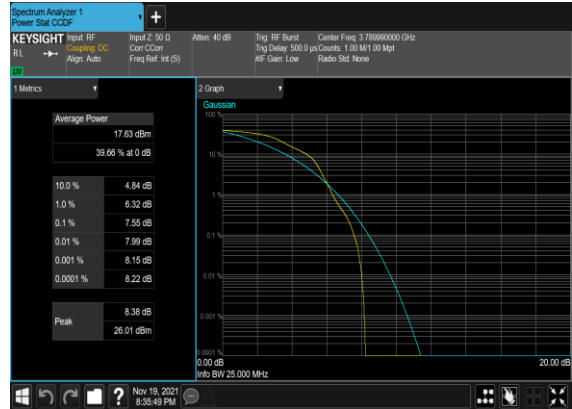 Spectrum Analyzer 1
Power Stat CCDF
KEYSIGHT
RL
Input: RF
Coupling: DC
Align: Auto
Input Z: 50 Ω
Corr CCorr
Freq Ref: Int (S)
Atten: 40 dB
Trig: RF Burst
Trig Delay: 500.0 µs
#IF Gain: Low
Center Freq: 3.789990000 GHz
Counts: 1.00 M/1.00 Mpt
Radio Std: None
1 Metrics
Average Power
17.63 dBm
39.66 % at 0 dB
10.0 % 4.84 dB
1.0 % 6.32 dB
0.1 % 7.55 dB
0.01 % 7.99 dB
0.001 % 8.15 dB
0.0001 % 8.22 dB
Peak
8.38 dB
26.01 dBm
2 Graph
Gaussian
100 %
10 %
1 %
0.1 %
0.01 %
0.001 %
0.0001 %
0.00 dB
20.00 dB
Info BW 25.000 MHz
?
Nov 19, 2021
8:35:49 PM